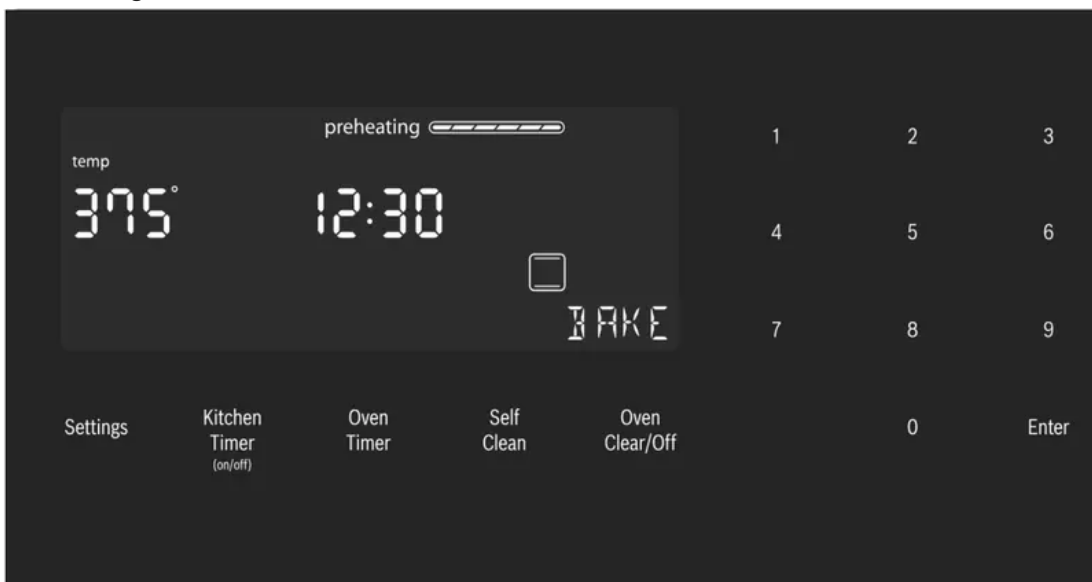 preheating
temp
375°
12:30
BAKE
1 2 3
4 5 6
7 8 9
0 Enter
Settings
Kitchen
Timer
(on/off)
Oven
Timer
Self
Clean
Oven
Clear/Off